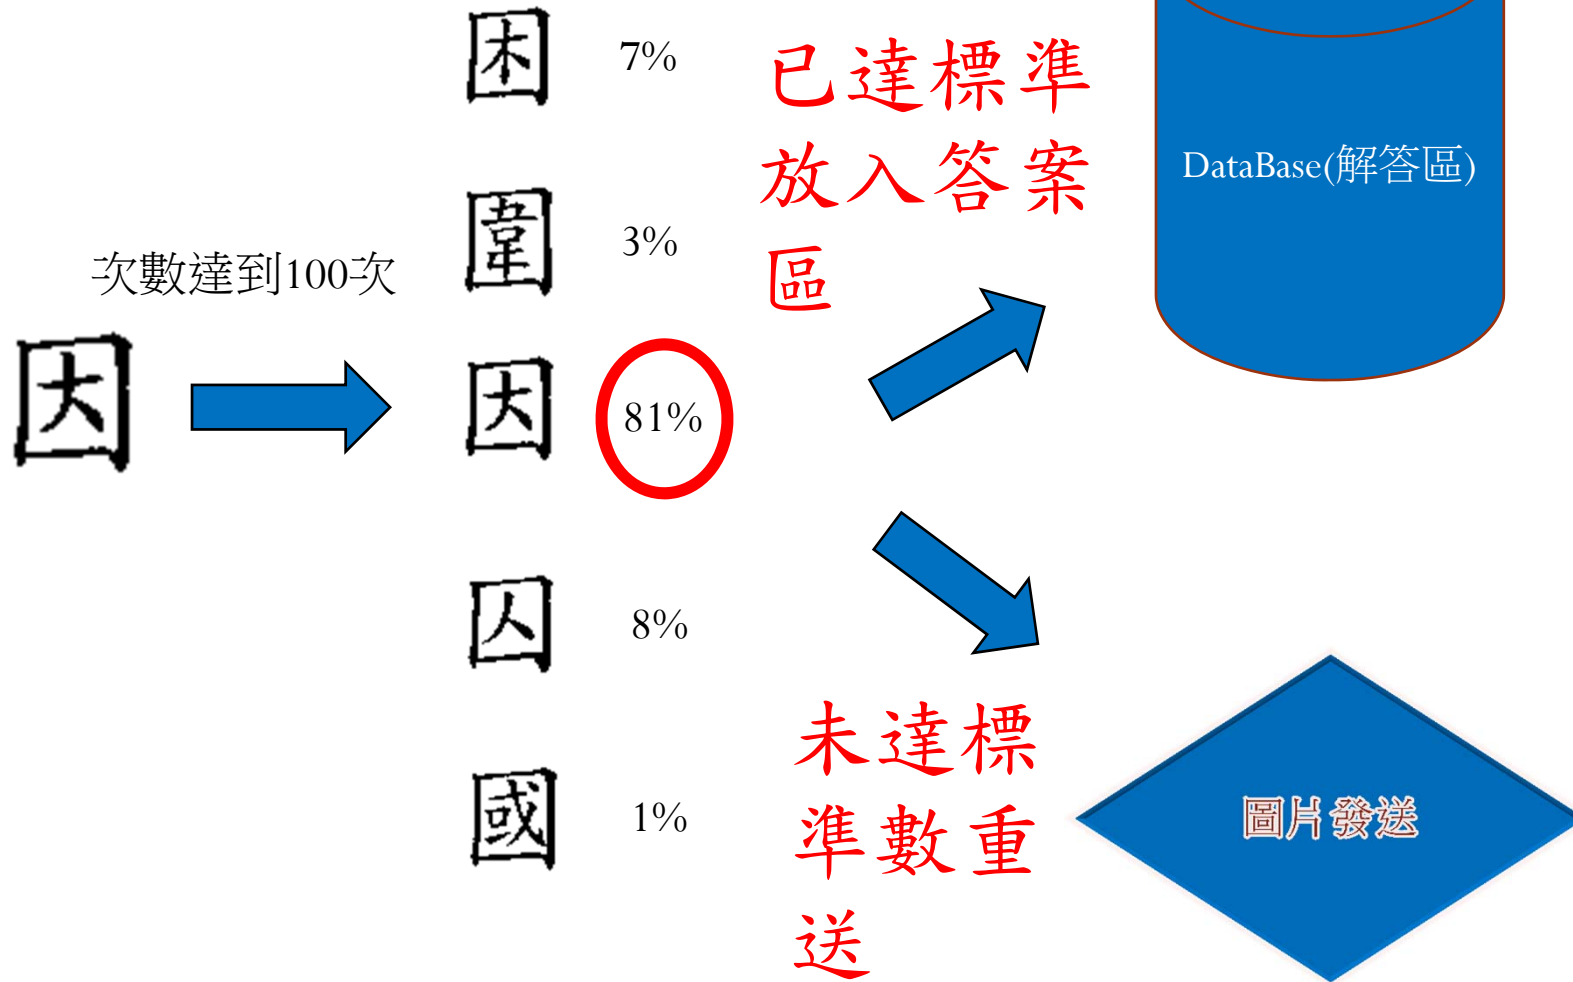 困 7%
圍 3%
次數達到100次
因
因 81%
囚 8%
國 1%
已達標準
放入答案
區
DataBase(解答區)
未達標
準數重
送
圖片發送